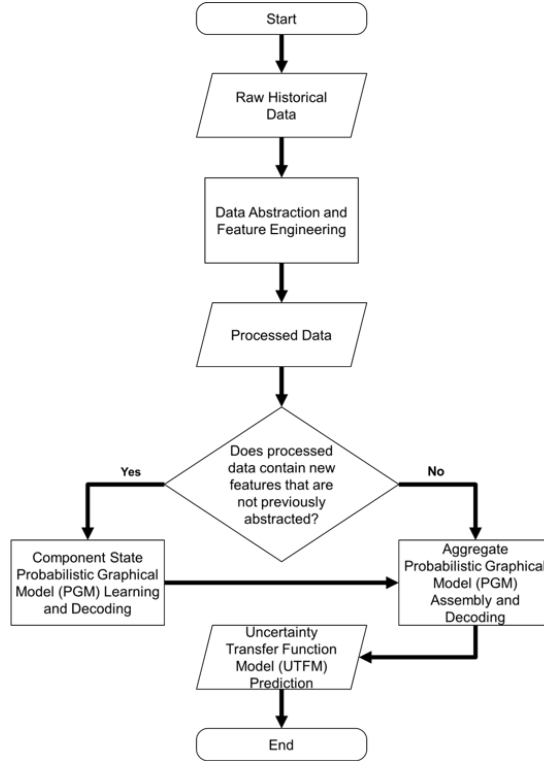 Start
Raw Historical
Data
Data Abstraction and
Feature Engineering
Processed Data
Does processed
data contain new
features that are
not previously
abstracted?
Yes
No
Component State
Probabilistic Graphical
Model (PGM) Learning
and Decoding
Aggregate
Probabilistic Graphical
Model (PGM)
Assembly and
Decoding
Uncertainty
Transfer Function
Model (UTFM)
Prediction
End